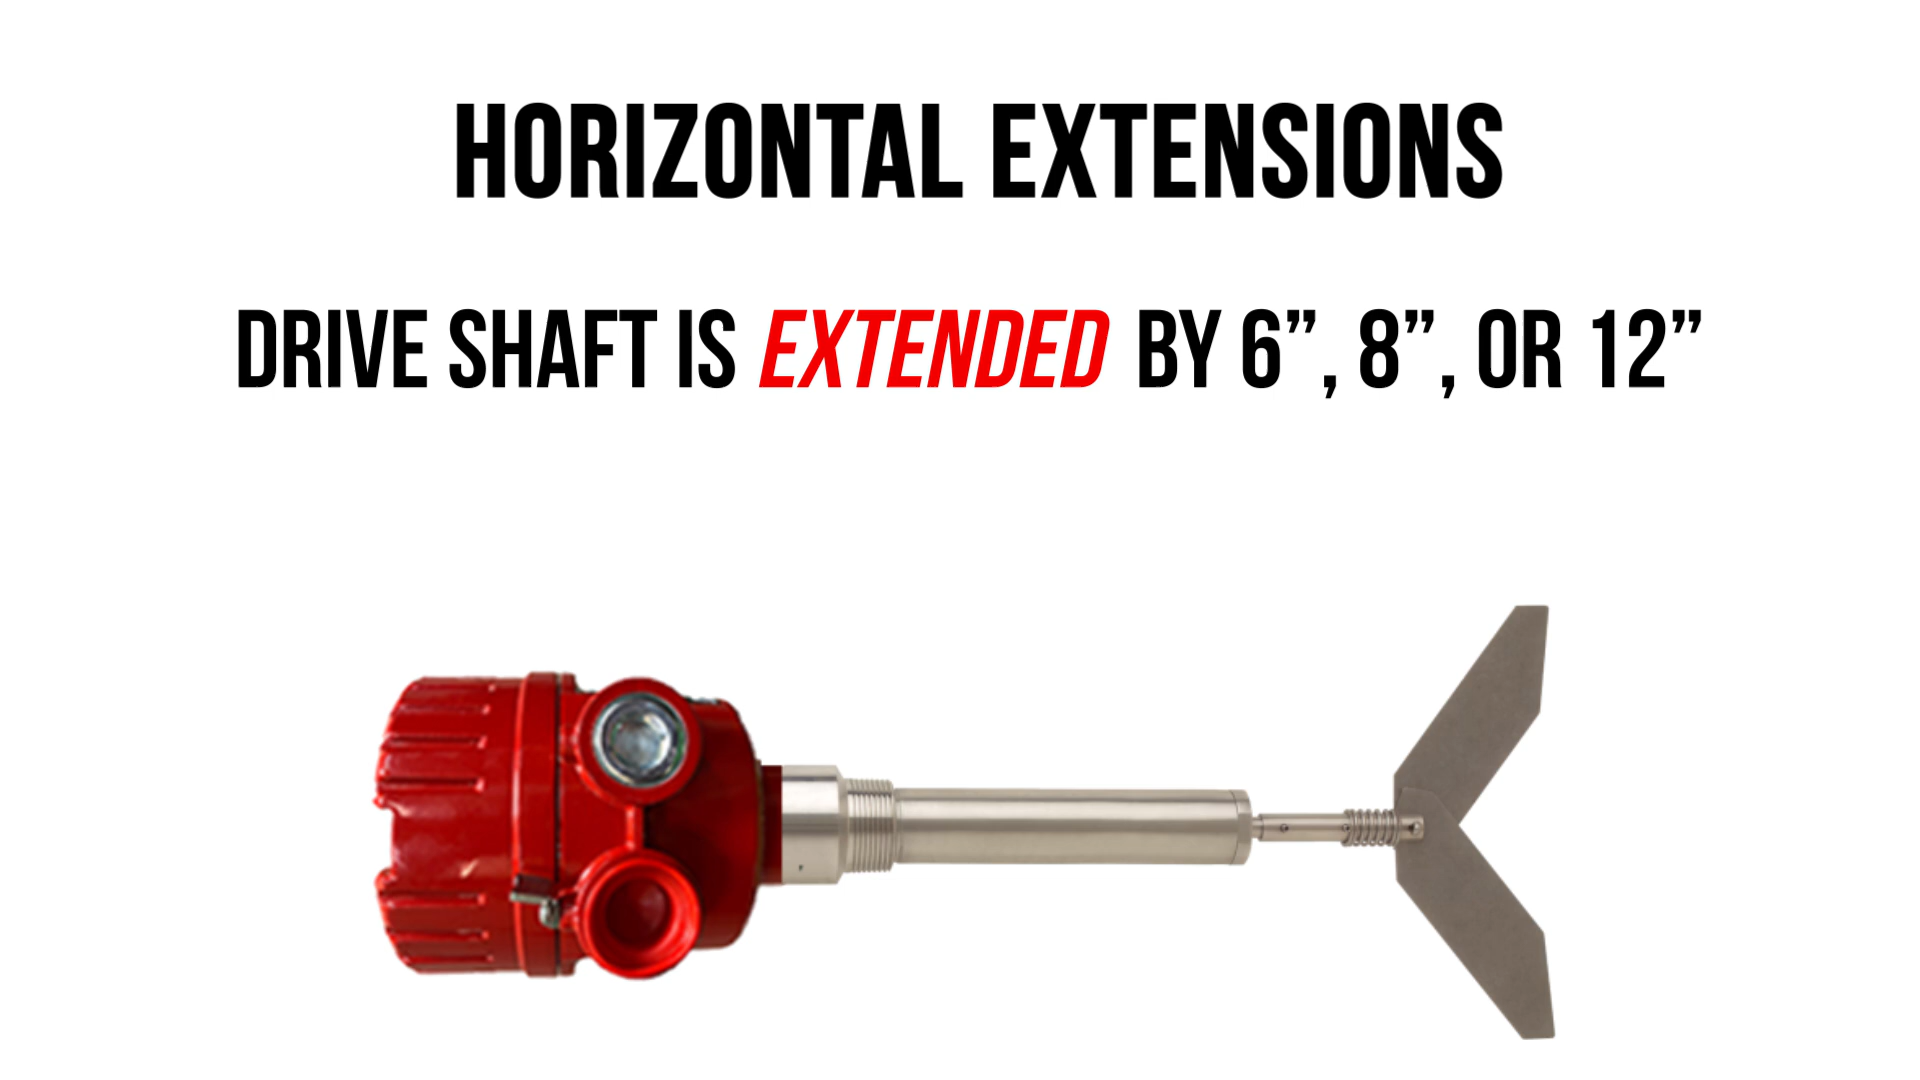 HORIZONTAL EXTENSIONS
DRIVE SHAFT IS EXTENDED BY 6”, 8”, OR 12”